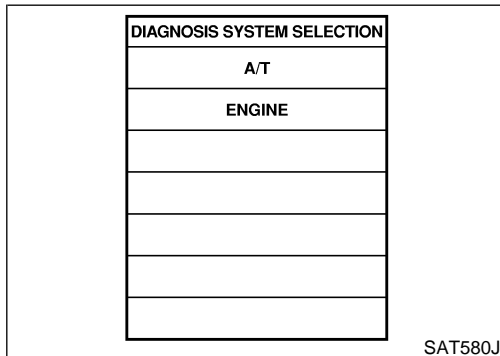 DIAGNOSIS SYSTEM SELECTION
A/T
ENGINE
SAT580J